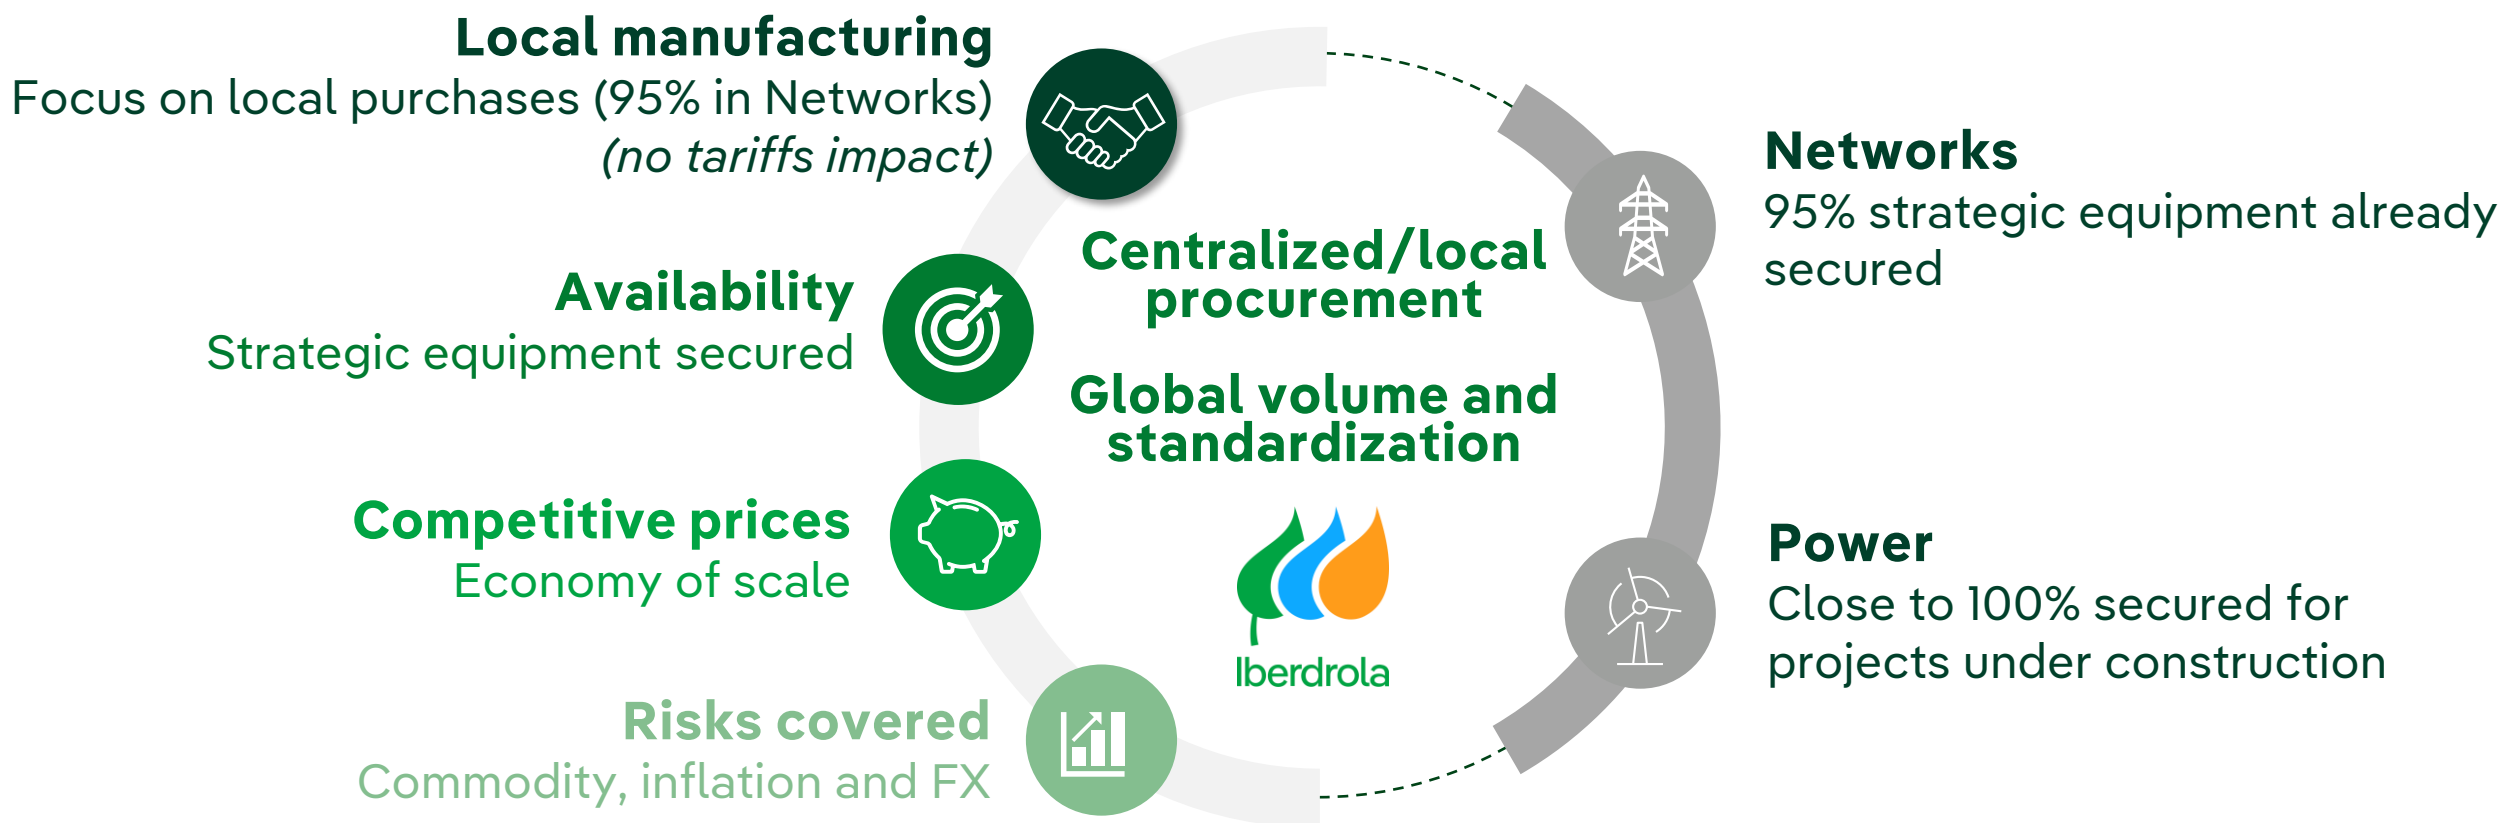 Local manufacturing
Focus on local purchases (95% in Networks)
(no tariffs impact)
Availability
Strategic equipment secured
Competitive prices
Economy of scale
Risks covered
Commodity, inflation and FX
Centralized/local
procurement
Global volume and
standardization
Iberdrola
Networks
95% strategic equipment already
secured
Power
Close to 100% secured for
projects under construction